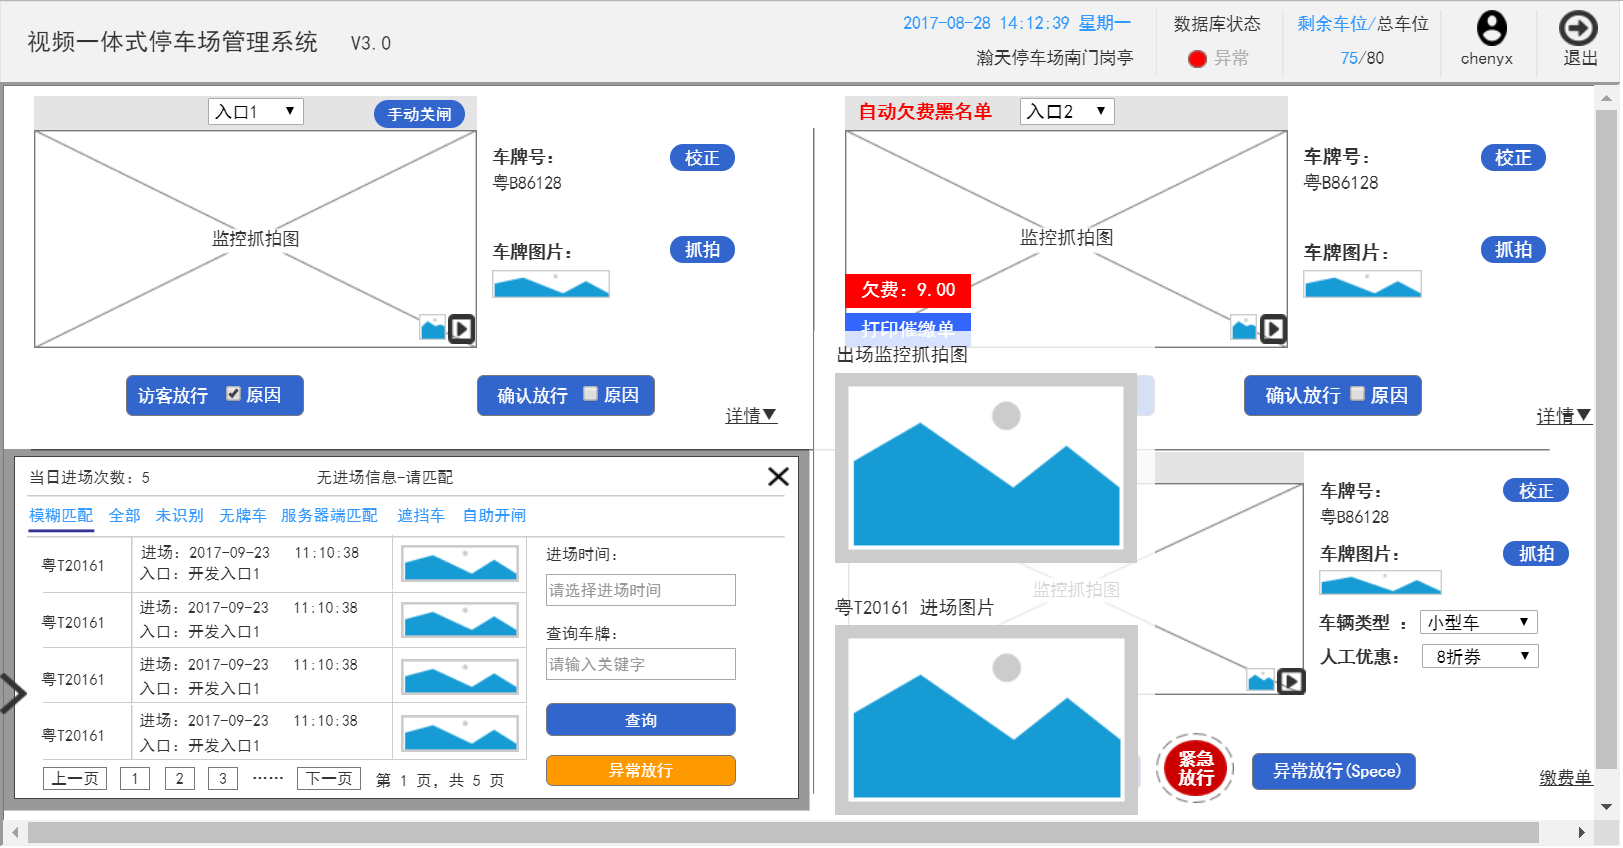 视频一体式停车场管理系统 V3.0
2017-08-28 14:12:39 星期一
瀚天停车场南门岗亭
数据库状态
异常
剩余车位/总车位
75/80
chenyx
退出
入口1
手动关闸
监控抓拍图
车牌号：
粤B86128
校正
车牌图片：
抓拍
访客放行 原因
确认放行 原因
详情▼
自动欠费黑名单
入口2
监控抓拍图
欠费：9.00
打印催缴单
车牌号：
粤B86128
校正
车牌图片：
抓拍
确认放行 原因
详情▼
当日进场次数：5
无进场信息-请匹配
模糊匹配 全部 未识别 无牌车 服务器端匹配 遮挡车 自助开闸
粤T20161
进场：2017-09-23 11:10:38
入口：开发入口1
粤T20161
进场：2017-09-23 11:10:38
入口：开发入口1
粤T20161
进场：2017-09-23 11:10:38
入口：开发入口1
粤T20161
进场：2017-09-23 11:10:38
入口：开发入口1
上一页 1 2 3 …… 下一页 第 1 页，共 5 页
进场时间：
请选择进场时间
查询车牌：
请输入关键字
查询
异常放行
出场监控抓拍图
粤T20161 进场图片
监控抓拍图
车牌号：
粤B86128
校正
车牌图片：
抓拍
车辆类型 ：
小型车
人工优惠：
8折券
紧急
放行
异常放行(Spece)
缴费单